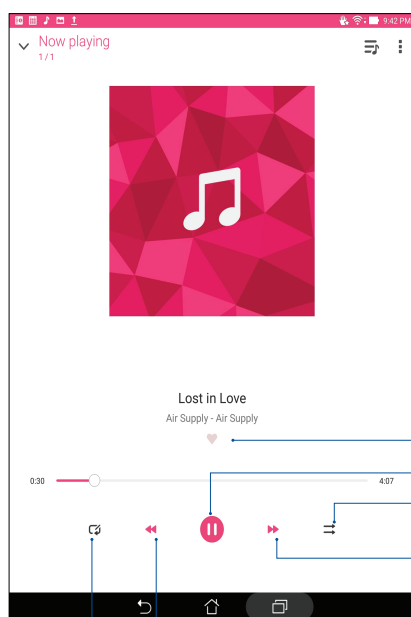 9:42 PM
Now playing
1 / 1
Lost in Love
Air Supply - Air Supply
0:30
4:07